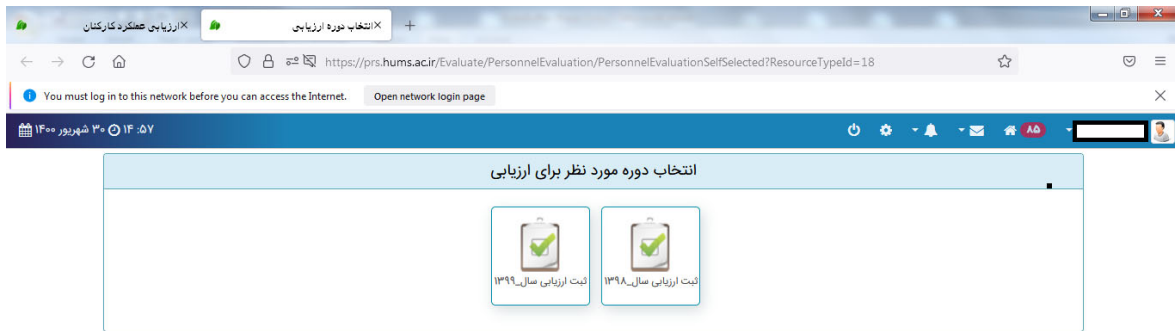 ارزیابی عملکرد کارکنان
انتخاب دوره ارزیابی
https://prs.hums.ac.ir/Evaluate/PersonnelEvaluation/PersonnelEvaluationSelfSelected?ResourceTypeId=18
You must log in to this network before you can access the Internet. Open network login page
۸۵
۱۴:۵۷ ۳۰ شهریور ۱۴۰۰
انتخاب دوره مورد نظر برای ارزیابی
ثبت ارزیابی سال_۱۳۹۸
ثبت ارزیابی سال_۱۳۹۹